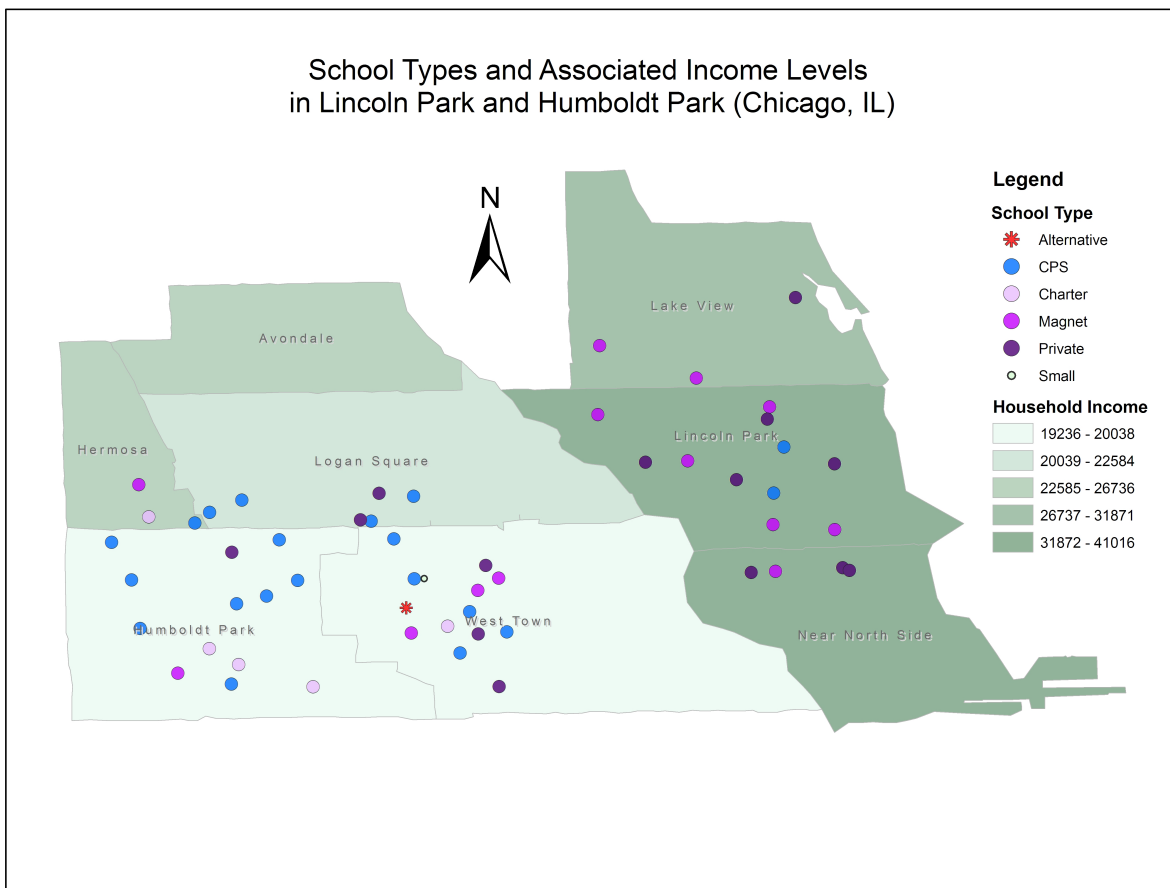 School Types and Associated Income Levels
in Lincoln Park and Humboldt Park (Chicago, IL)
N
Legend
School Type
Alternative
CPS
Charter
Magnet
Private
Small
Household Income
19236 - 20038
20039 - 22584
22585 - 26736
26737 - 31871
31872 - 41016
Lake View
Avondale
Lincoln Park
Hermosa
Logan Square
West Town
Humboldt Park
Near North Side